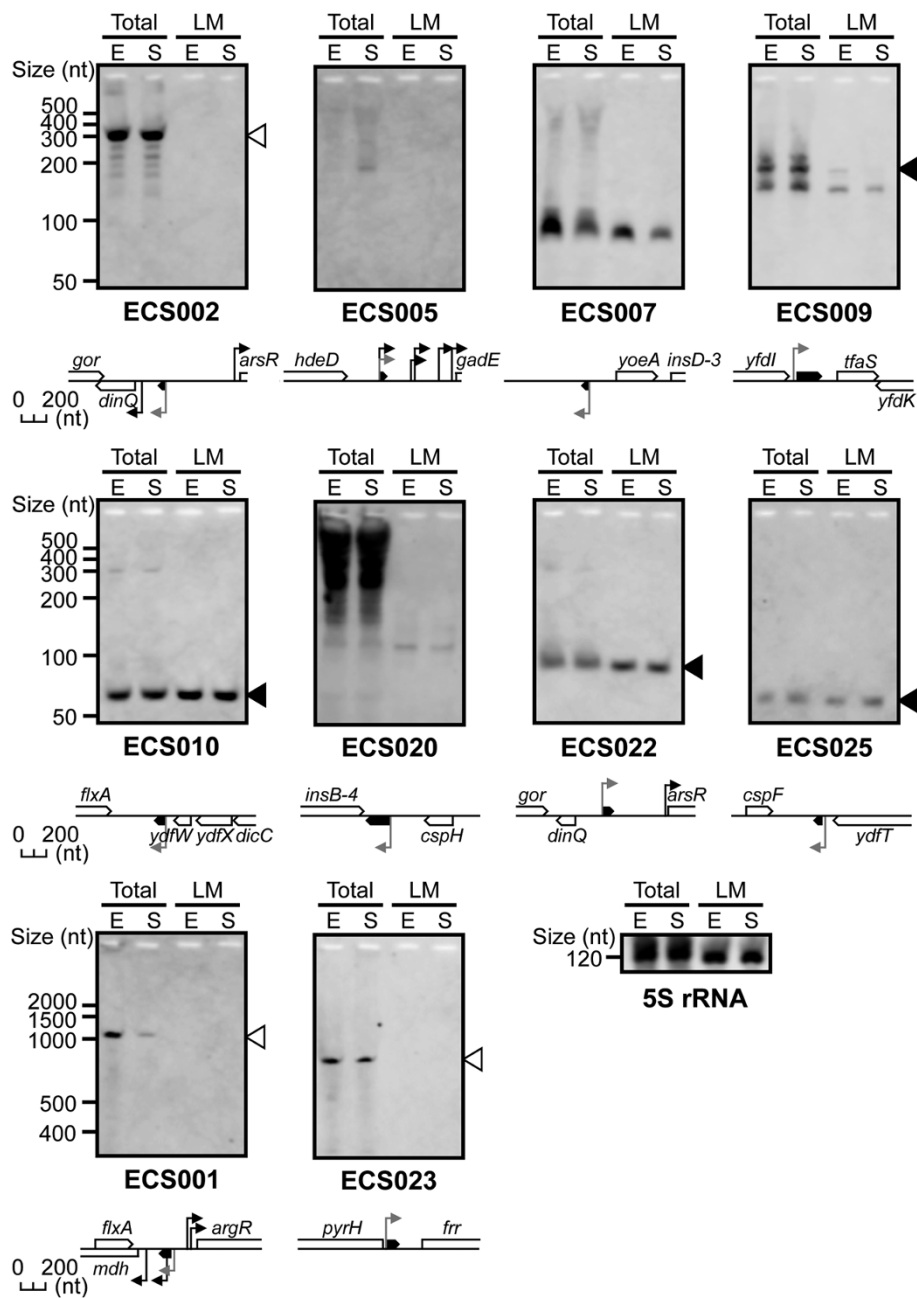 Total LM Total LM Total LM Total LM
E S E S E S E S E S E S E S E S
Size (nt)
500
400
300
200
100
50
ECS002 ECS005 ECS007 ECS009
gor arsR hdeD gadE yoeA insD-3 yfdI tfaS
dinQ yfdK
0 200
(nt)
Total LM Total LM Total LM Total LM
E S E S E S E S E S E S E S E S
Size (nt)
500
400
300
200
100
50
ECS010 ECS020 ECS022 ECS025
flxA insB-4 gor arsR cspF
ydfW ydfX dicC cspH dinQ ydfT
0 200
(nt)
Total LM Total LM Total LM
E S E S E S E S E S E S
Size (nt) Size (nt)
120
5S rRNA
2000
1500
1000
500
400
ECS001 ECS023
flxA argR pyrH frr
mdh
0 200
(nt)